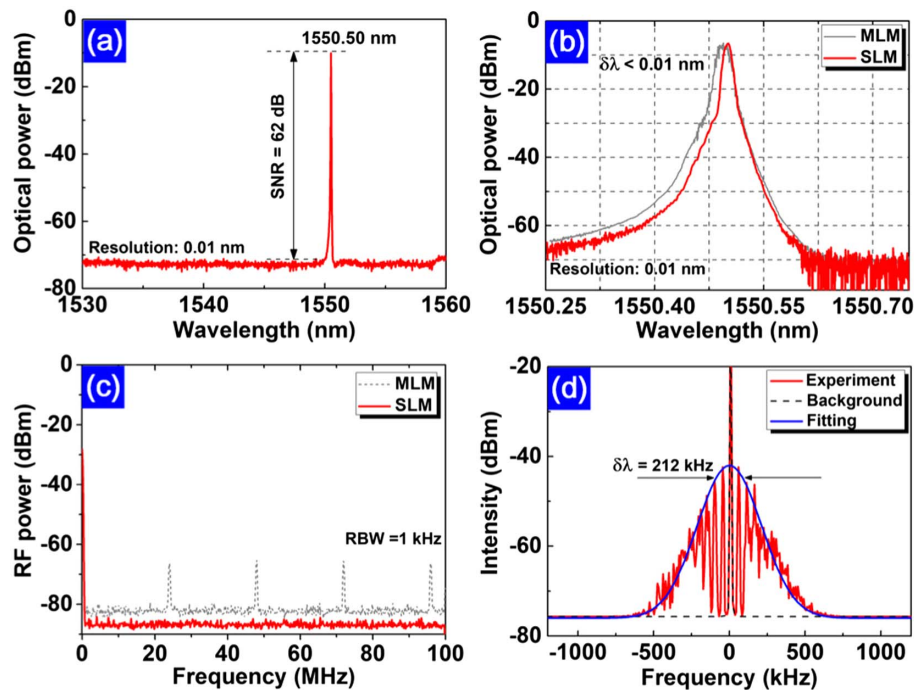 (a)
1550.50 nm
SNR = 62 dB
Resolution: 0.01 nm
Optical power (dBm)
0
-20
-40
-60
-80
1530
1540
1550
1560
Wavelength (nm)
(b)
δλ < 0.01 nm
MLM
SLM
Resolution: 0.01 nm
Optical power (dBm)
0
-20
-40
-60
1550.25
1550.40
1550.55
1550.70
Wavelength (nm)
(c)
MLM
SLM
RBW =1 kHz
RF power (dBm)
0
-20
-40
-60
-80
0
20
40
60
80
100
Frequency (MHz)
(d)
Experiment
Background
Fitting
δλ = 212 kHz
Intensity (dBm)
-20
-40
-60
-80
-1000
-500
0
500
1000
Frequency (kHz)